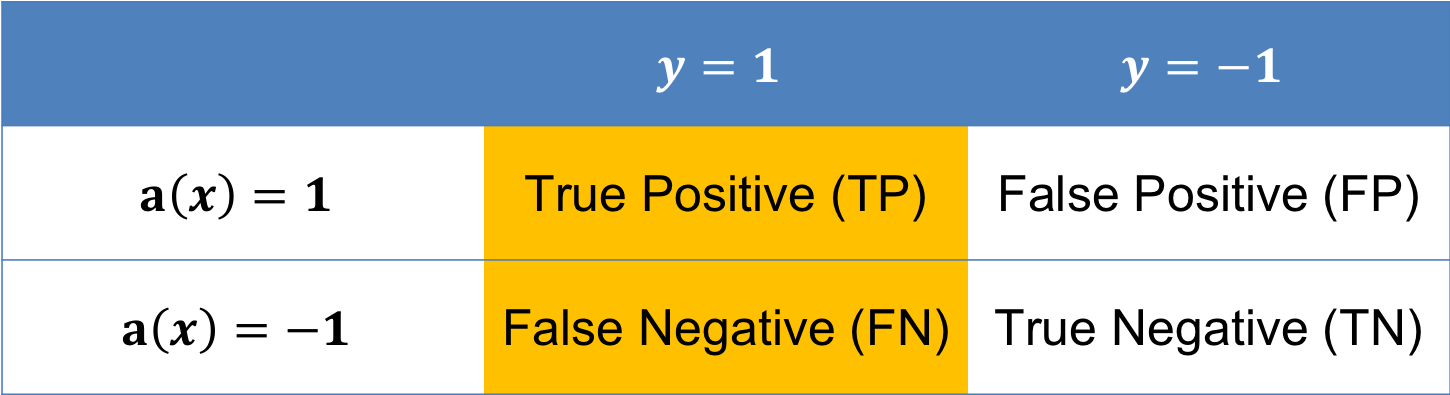 y = 1 y = −1
a(x) = 1 True Positive (TP) False Positive (FP)
a(x) = −1 False Negative (FN) True Negative (TN)